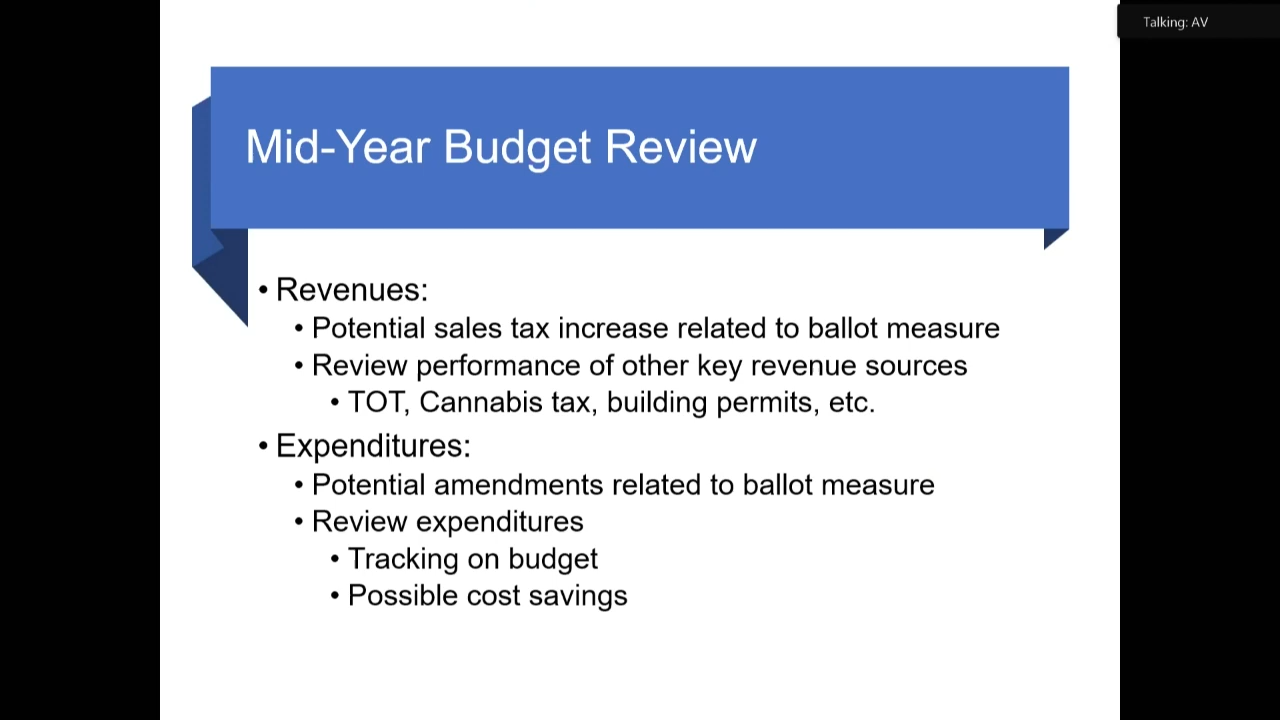 Talking: AV
Mid-Year Budget Review
• Revenues:
• Potential sales tax increase related to ballot measure
• Review performance of other key revenue sources
• TOT, Cannabis tax, building permits, etc.
• Expenditures:
• Potential amendments related to ballot measure
• Review expenditures
• Tracking on budget
• Possible cost savings